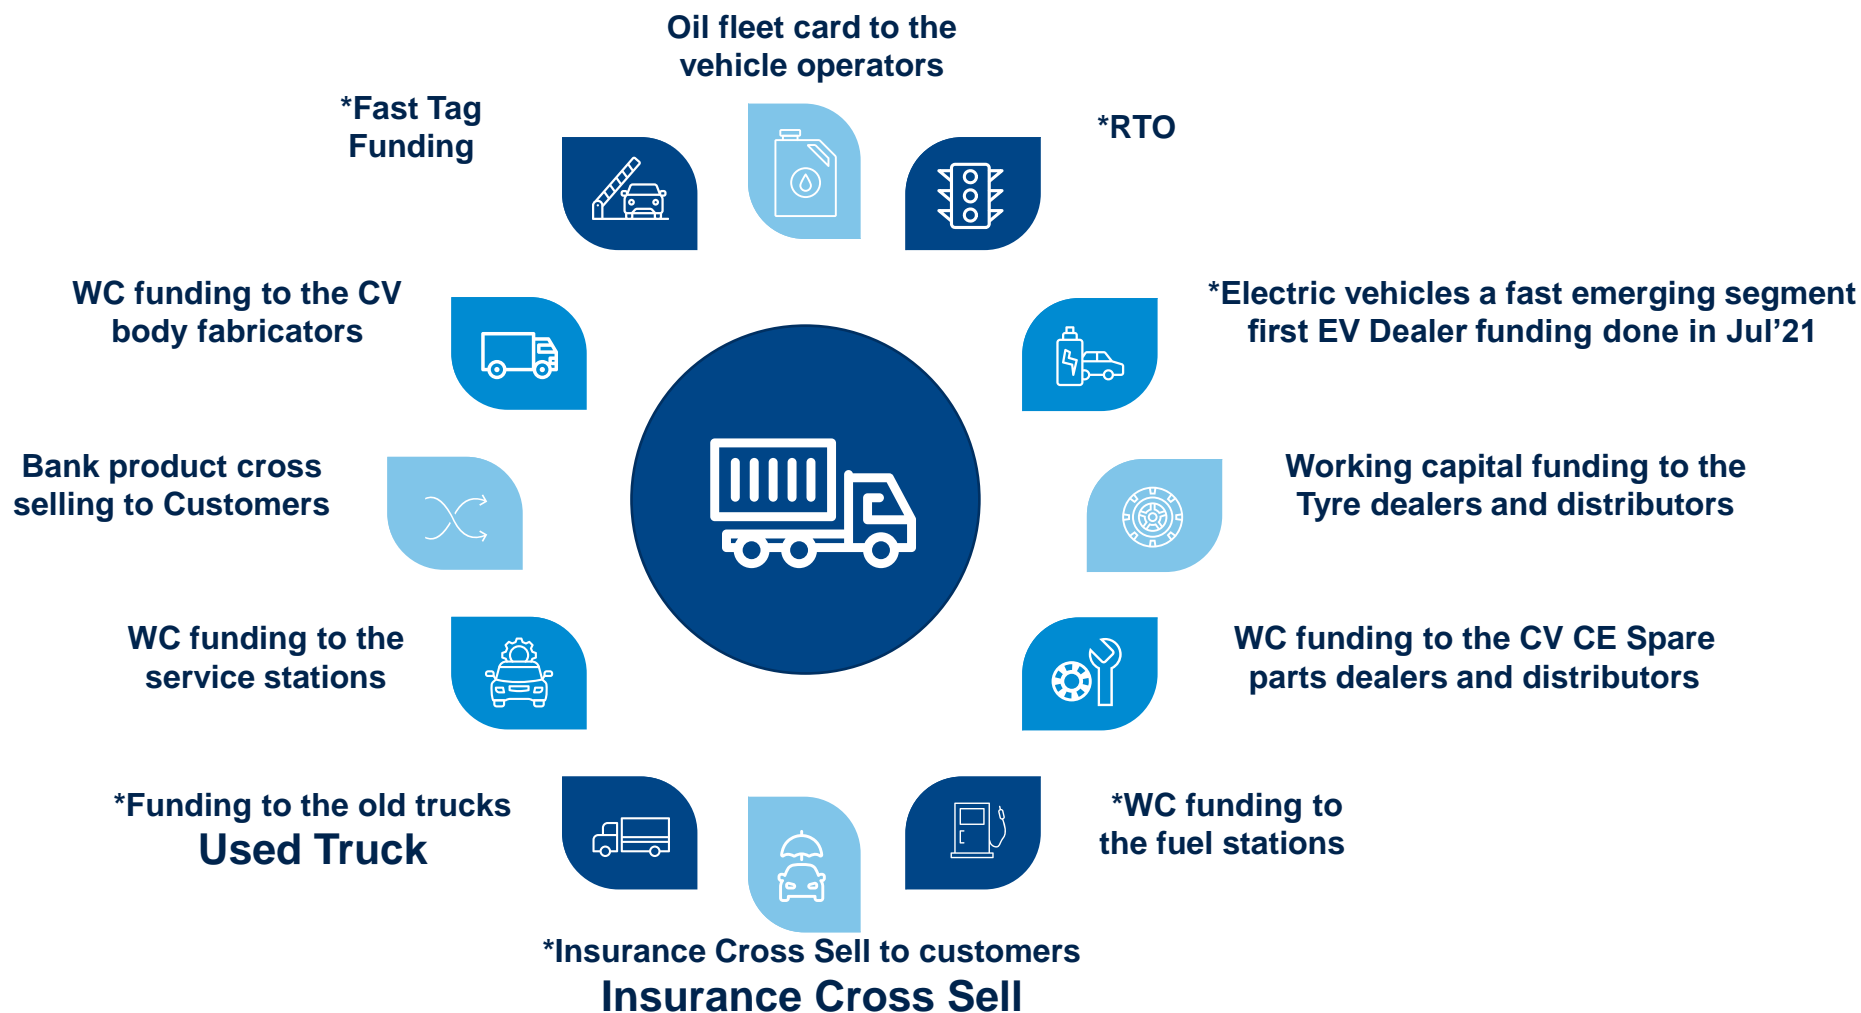 Oil fleet card to the
vehicle operators
*Fast Tag
Funding
*RTO
WC funding to the CV
body fabricators
*Electric vehicles a fast emerging segment
first EV Dealer funding done in Jul’21
Bank product cross
selling to Customers
Working capital funding to the
Tyre dealers and distributors
WC funding to the
service stations
WC funding to the CV CE Spare
parts dealers and distributors
*Funding to the old trucks
Used Truck
*WC funding to
the fuel stations
*Insurance Cross Sell to customers
Insurance Cross Sell